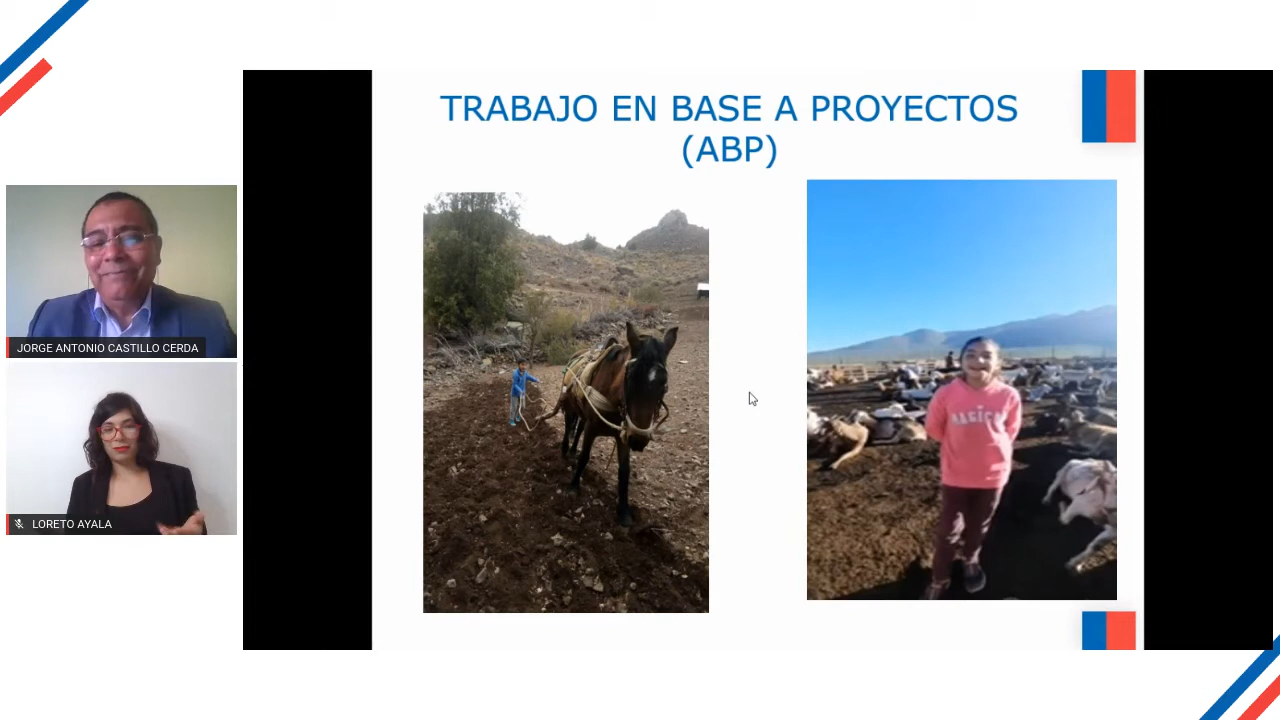 TRABAJO EN BASE A PROYECTOS
(ABP)
JORGE ANTONIO CASTILLO CERDA
LORETO AYALA